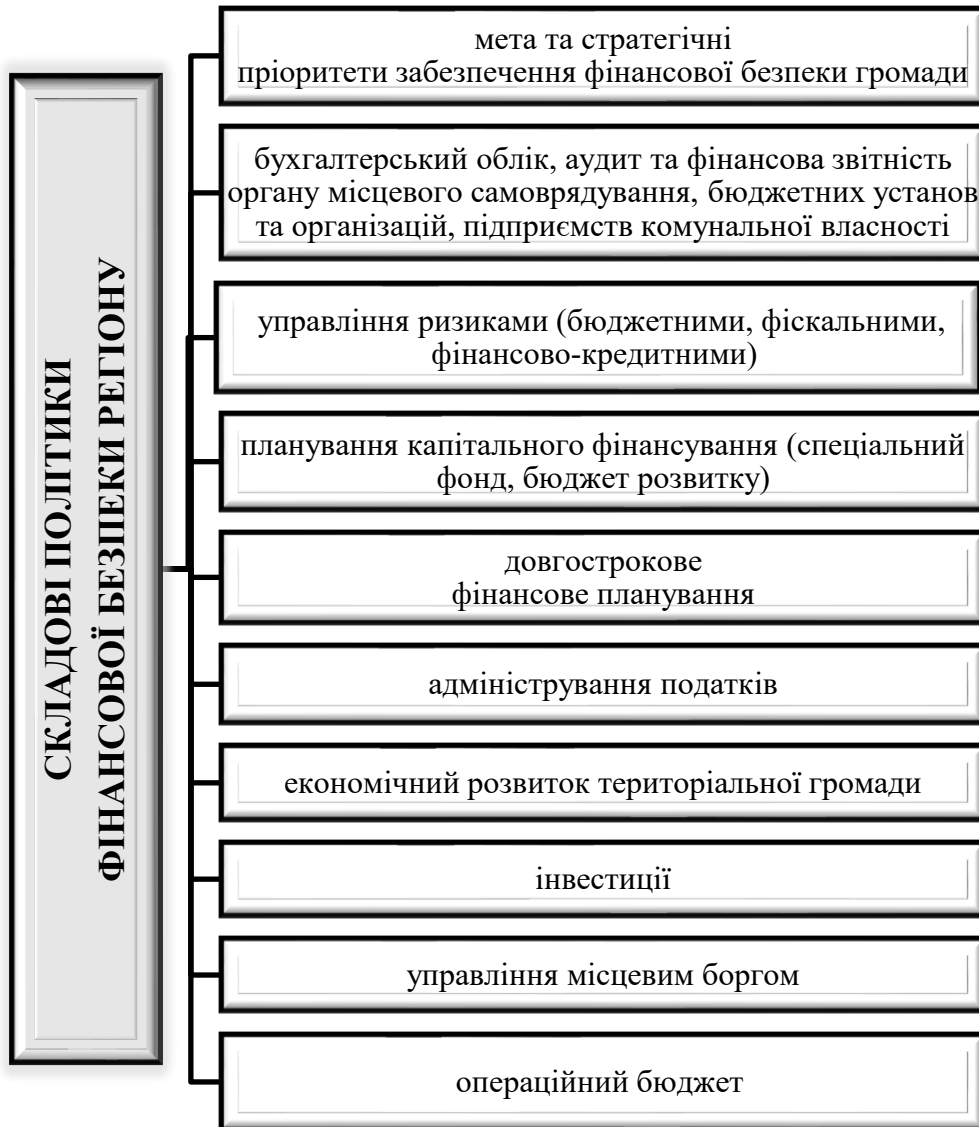 СКЛАДОВІ ПОЛІТИКИ
ФІНАНСОВОЇ БЕЗПЕКИ РЕГІОНУ
мета та стратегічні
пріоритети забезпечення фінансової безпеки громади
бухгалтерський облік, аудит та фінансова звітність
органу місцевого самоврядування, бюджетних установ
та організацій, підприємств комунальної власності
управління ризиками (бюджетними, фіскальними,
фінансово-кредитними)
планування капітального фінансування (спеціальний
фонд, бюджет розвитку)
довгострокове
фінансове планування
адміністрування податків
економічний розвиток територіальної громади
інвестиції
управління місцевим боргом
операційний бюджет